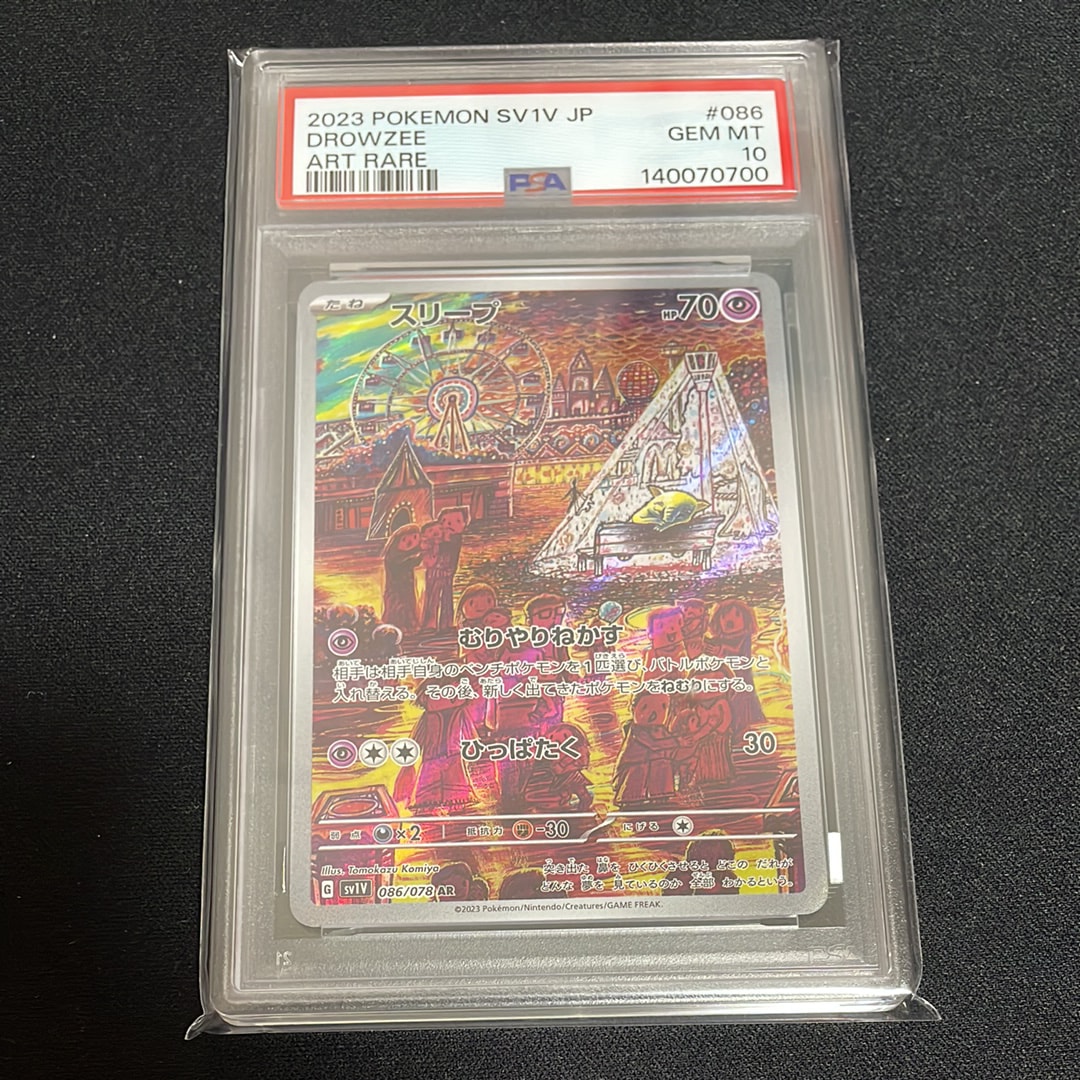 2023 POKEMON SV1V JP #086
DROWZEE GEM MT
ART RARE 10
PSA 140070700
たね スリープ HP70
むりやりねかす
相手は相手自身のベンチポケモンを1匹選び、バトルポケモンと
入れ替える。その後、新しく出てきたポケモンをねむりにする。
ひっぱたく 30
弱点 ×2 抵抗力 -30 にげる
Illus. Tomokazu Komiya
突き出た 鼻を ひくひくさせると どこの だれが
どんな 夢を 見ているのか 全部 わかるという。
G sv1V 086/078 AR
©2023 Pokémon/Nintendo/Creatures/GAME FREAK.